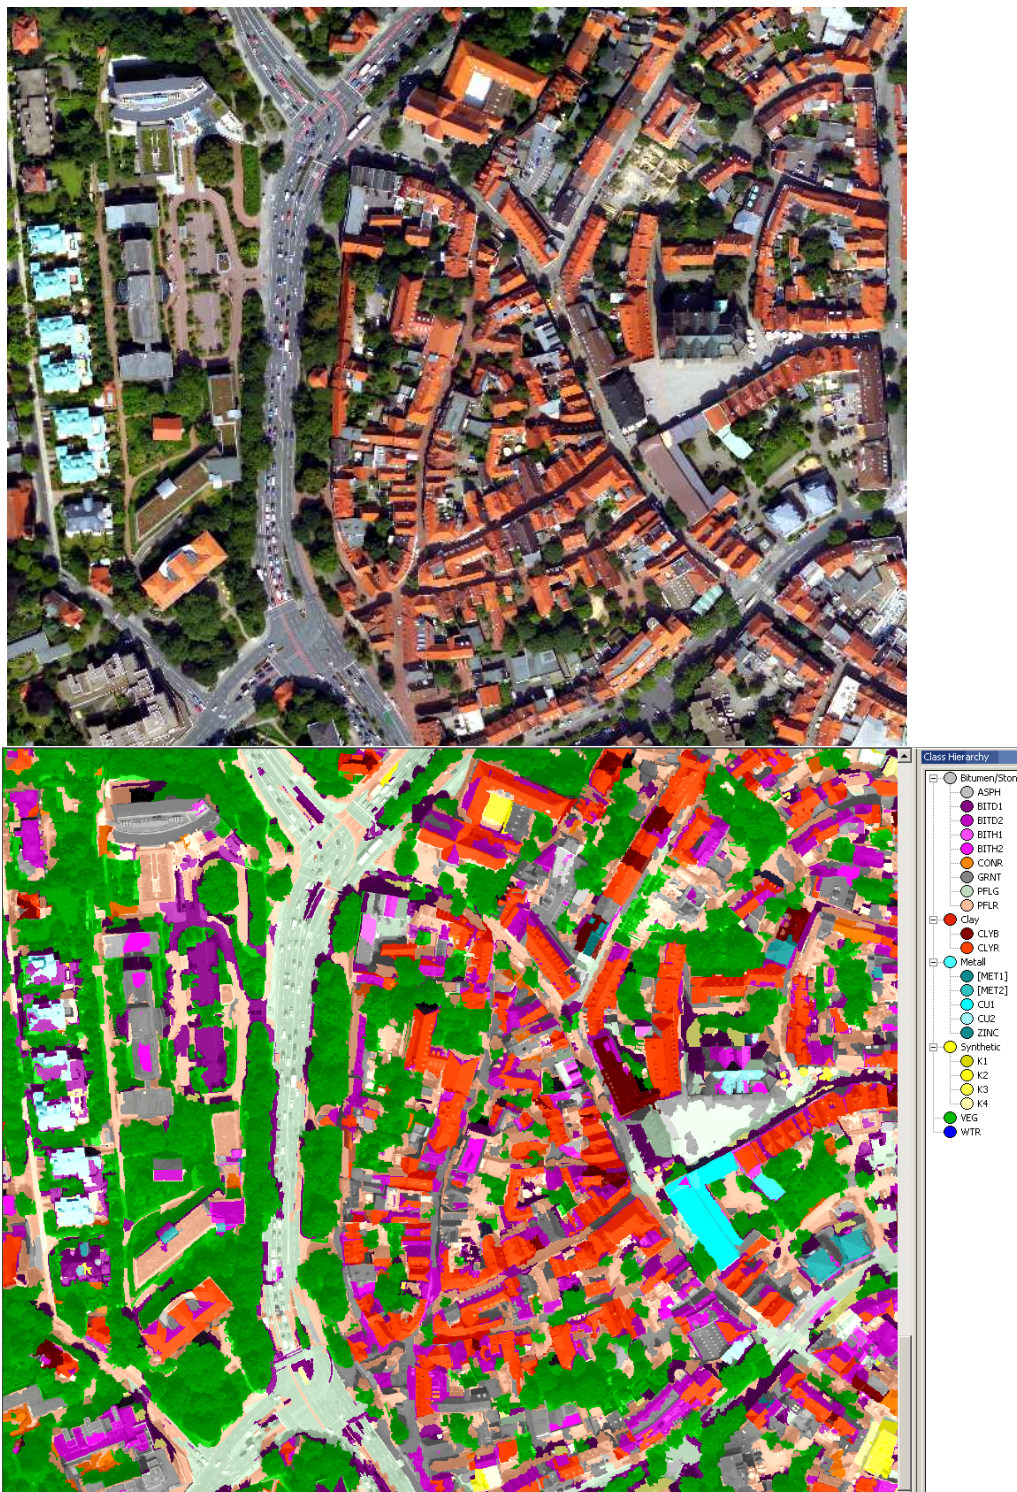 Class Hierarchy
Bitumen/Ston
ASPH
BITD1
BITD2
BITH1
BITH2
CONR
GRNT
PFLG
PFLR
Clay
CLYB
CLYR
Metall
[MET1]
[MET2]
CU1
CU2
ZINC
Synthetic
K1
K2
K3
K4
VEG
WTR